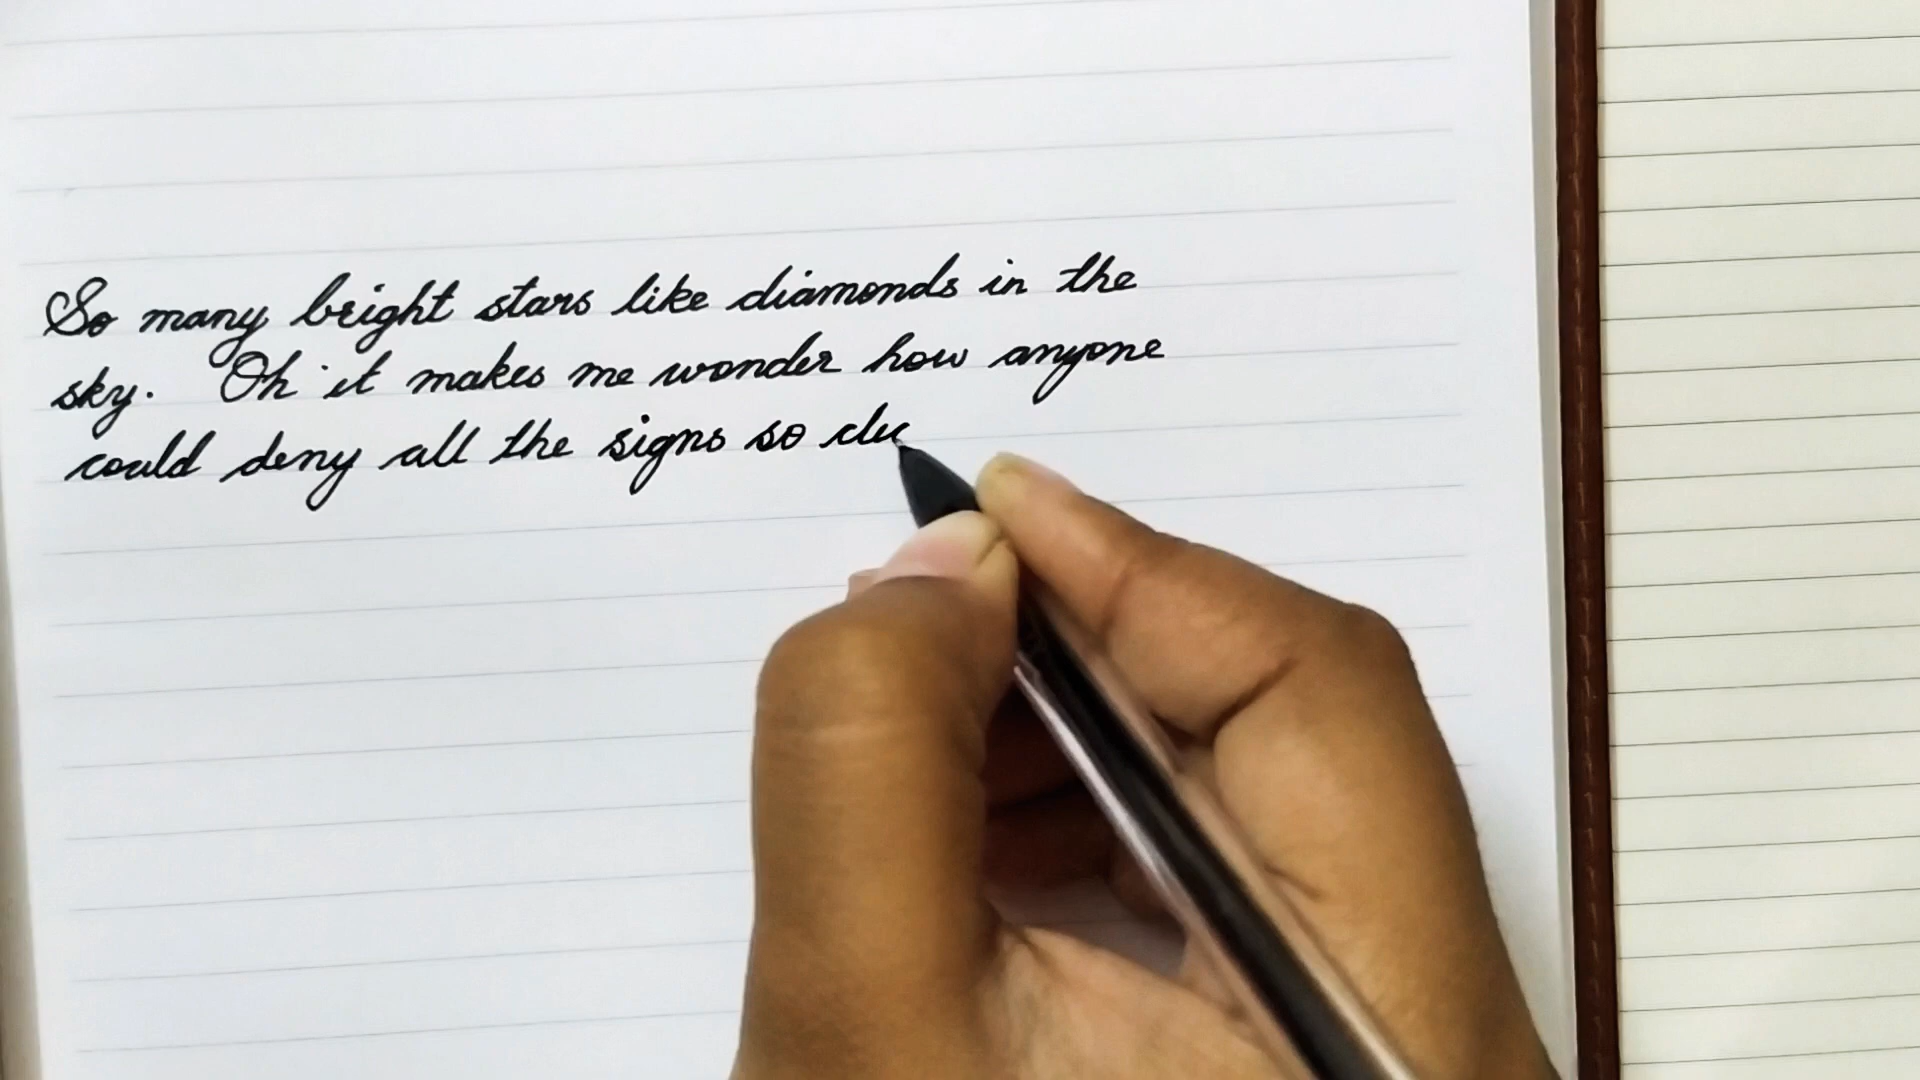 So many bright stars like diamonds in the
sky. Oh it makes me wonder how anyone
could deny all the signs so